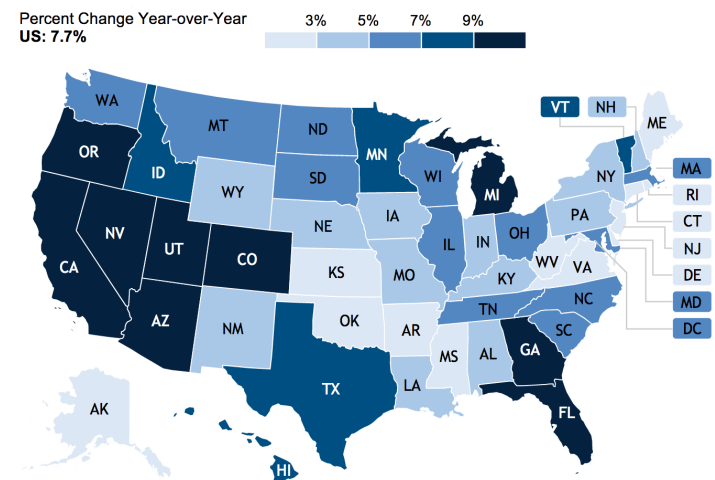 Percent Change Year-over-Year
US: 7.7%
3% 5% 7% 9%
WA
MT
ND
MN
VT
NH
ME
OR
ID
SD
WI
MI
NY
MA
WY
RI
NV
UT
CO
NE
IA
IL
IN
OH
PA
CT
CA
KS
MO
KY
WV
VA
NJ
DE
MD
AZ
NM
OK
AR
TN
NC
SC
DC
TX
LA
MS
AL
GA
FL
AK
HI